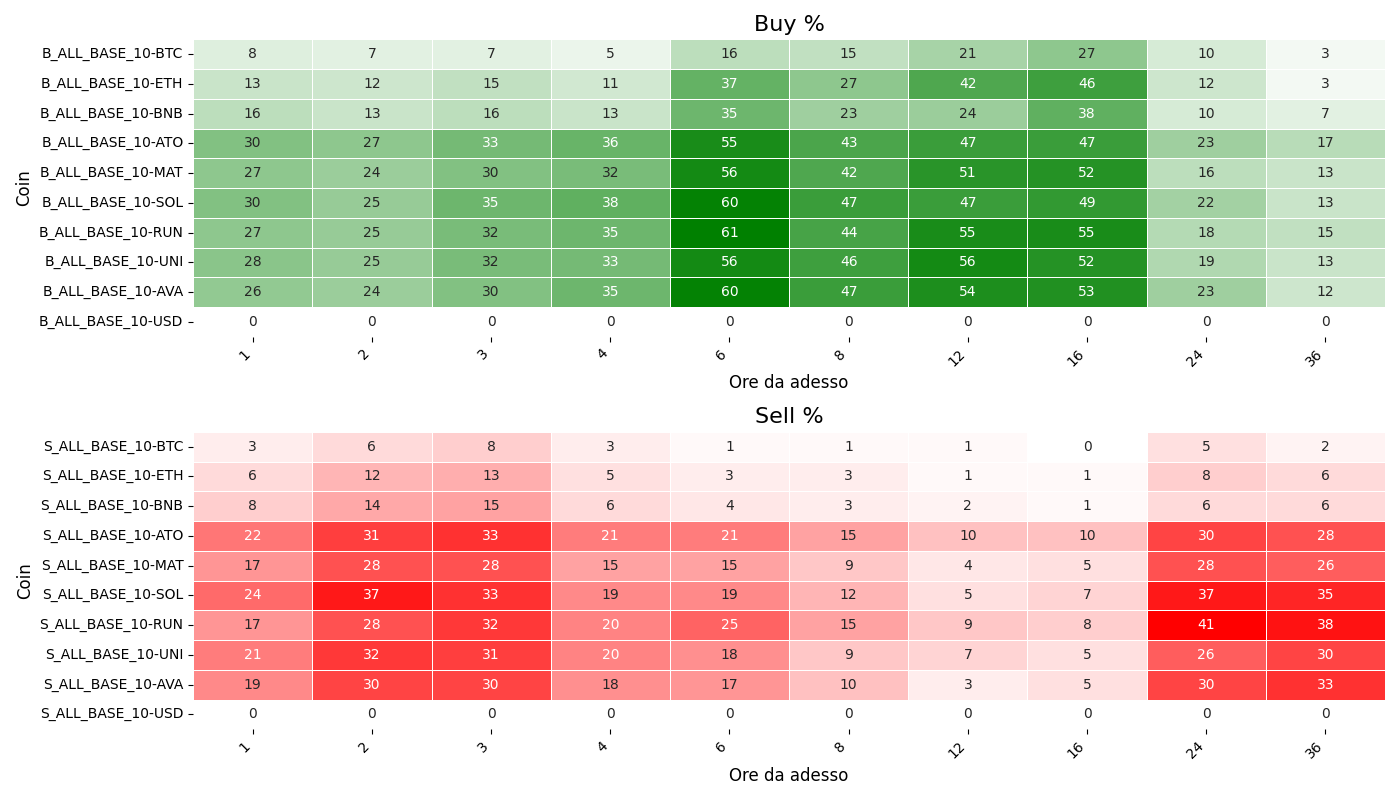 Buy %
Coin
B_ALL_BASE_10-BTC 8 7 7 5 16 15 21 27 10 3
B_ALL_BASE_10-ETH 13 12 15 11 37 27 42 46 12 3
B_ALL_BASE_10-BNB 16 13 16 13 35 23 24 38 10 7
B_ALL_BASE_10-ATO 30 27 33 36 55 43 47 47 23 17
B_ALL_BASE_10-MAT 27 24 30 32 56 42 51 52 16 13
B_ALL_BASE_10-SOL 30 25 35 38 60 47 47 49 22 13
B_ALL_BASE_10-RUN 27 25 32 35 61 44 55 55 18 15
B_ALL_BASE_10-UNI 28 25 32 33 56 46 56 52 19 13
B_ALL_BASE_10-AVA 26 24 30 35 60 47 54 53 23 12
B_ALL_BASE_10-USD 0 0 0 0 0 0 0 0 0 0
1 2 3 4 6 8 12 16 24 36
Ore da adesso
Sell %
Coin
S_ALL_BASE_10-BTC 3 6 8 3 1 1 1 0 5 2
S_ALL_BASE_10-ETH 6 12 13 5 3 3 1 1 8 6
S_ALL_BASE_10-BNB 8 14 15 6 4 3 2 1 6 6
S_ALL_BASE_10-ATO 22 31 33 21 21 15 10 10 30 28
S_ALL_BASE_10-MAT 17 28 28 15 15 9 4 5 28 26
S_ALL_BASE_10-SOL 24 37 33 19 19 12 5 7 37 35
S_ALL_BASE_10-RUN 17 28 32 20 25 15 9 8 41 38
S_ALL_BASE_10-UNI 21 32 31 20 18 9 7 5 26 30
S_ALL_BASE_10-AVA 19 30 30 18 17 10 3 5 30 33
S_ALL_BASE_10-USD 0 0 0 0 0 0 0 0 0 0
1 2 3 4 6 8 12 16 24 36
Ore da adesso